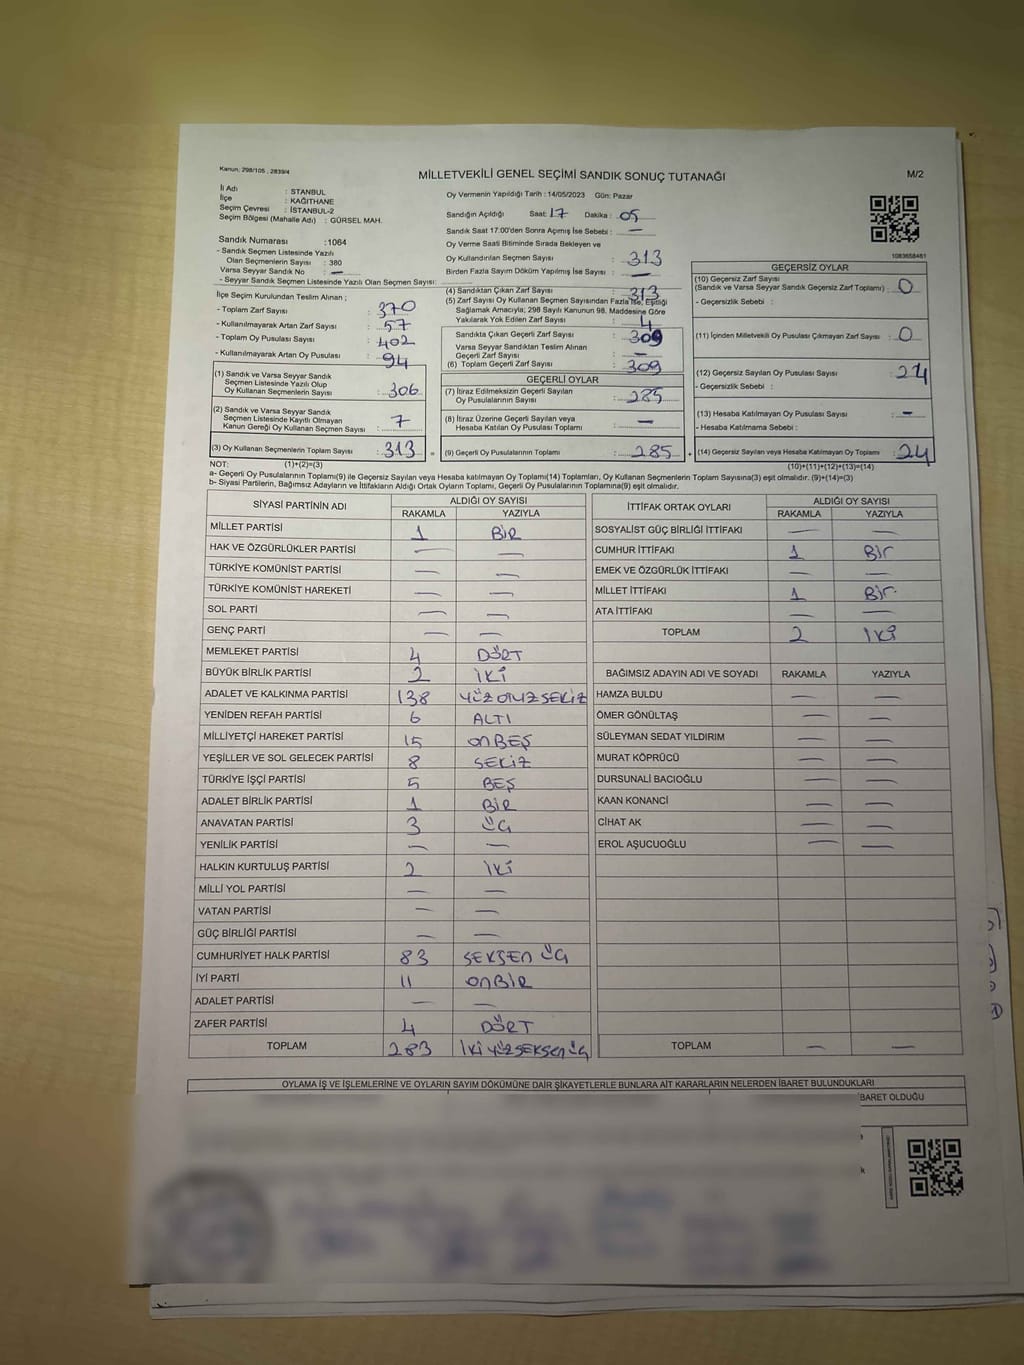 Kanun: 298/105 , 2839/4
MİLLETVEKİLİ GENEL SEÇİMİ SANDIK SONUÇ TUTANAĞI
M/2
İl Adı : STANBUL
İlçe : KAĞITHANE
Seçim Çevresi : İSTANBUL-2
Seçim Bölgesi (Mahalle Adı) : GÜRSEL MAH.
Sandık Numarası : 1064
- Sandık Seçmen Listesinde Yazılı
Olan Seçmenlerin Sayısı : 380
Varsa Seyyar Sandık No : —
- Seyyar Sandık Seçmen Listesinde Yazılı Olan Seçmen Sayısı :
İlçe Seçim Kurulundan Teslim Alınan ;
- Toplam Zarf Sayısı : 370
- Kullanılmayarak Artan Zarf Sayısı : 57
- Toplam Oy Pusulası Sayısı : 402
- Kullanılmayarak Artan Oy Pusulası : 94
(1) Sandık ve Varsa Seyyar Sandık
Seçmen Listesinde Yazılı Olup
Oy Kullanan Seçmenlerin Sayısı : 306
(2) Sandık ve Varsa Seyyar Sandık
Seçmen Listesinde Kayıtlı Olmayan
Kanun Gereği Oy Kullanan Seçmen Sayısı : 7
(3) Oy Kullanan Seçmenlerin Toplam Sayısı : 313
Oy Vermenin Yapıldığı Tarih : 14/05/2023 Gün: Pazar
Sandığın Açıldığı Saat: 17 Dakika : 05
Sandık Saat 17:00'den Sonra Açımış İse Sebebi : —
Oy Verme Saati Bitiminde Sırada Bekleyen ve
Oy Kullandırılan Seçmen Sayısı : 313
Birden Fazla Sayım Döküm Yapılmış İse Sayısı : —
(4) Sandıktan Çıkan Zarf Sayısı : 313
(5) Zarf Sayısı Oy Kullanan Seçmen Sayısından Fazla ise; Eşitliği
Sağlamak Amacıyla; 298 Sayılı Kanunun 98. Maddesine Göre
Yakılarak Yok Edilen Zarf Sayısı : 4
Sandıkta Çıkan Geçerli Zarf Sayısı : 309
Varsa Seyyar Sandıktan Teslim Alınan
Geçerli Zarf Sayısı : —
(6) Toplam Geçerli Zarf Sayısı : 309
GEÇERLİ OYLAR
(7) İtiraz Edilmeksizin Geçerli Sayılan
Oy Pusulalarının Sayısı : 285
(8) İtiraz Üzerine Geçerli Sayılan veya
Hesaba Katılan Oy Pusulası Toplamı : —
= (9) Geçerli Oy Pusulalarının Toplamı : 285 +
1083658461
GEÇERSİZ OYLAR
(10) Geçersiz Zarf Sayısı
(Sandık ve Varsa Seyyar Sandık Geçersiz Zarf Toplamı) : 0
- Geçersizlik Sebebi :
(11) İçinden Milletvekili Oy Pusulası Çıkmayan Zarf Sayısı : 0
(12) Geçersiz Sayılan Oy Pusulası Sayısı : 24
- Geçersizlik Sebebi :
(13) Hesaba Katılmayan Oy Pusulası Sayısı : —
- Hesaba Katılmama Sebebi :
(14) Geçersiz Sayılan veya Hesaba Katılmayan Oy Toplamı : 24
NOT: (1)+(2)=(3) (10)+(11)+(12)+(13)=(14)
a- Geçerli Oy Pusulalarının Toplamı(9) ile Geçersiz Sayılan veya Hesaba katılmayan Oy Toplamı(14) Toplamları, Oy Kullanan Seçmenlerin Toplam Sayısına(3) eşit olmalıdır. (9)+(14)=(3)
b- Siyasi Partilerin, Bağımsız Adayların ve İttifakların Aldığı Ortak Oyların Toplamı, Geçerli Oy Pusulalarının Toplamına(9) eşit olmalıdır.
SİYASİ PARTİNİN ADI ALDIĞI OY SAYISI
RAKAMLA YAZIYLA
MİLLET PARTİSİ 1 BİR
HAK VE ÖZGÜRLÜKLER PARTİSİ — —
TÜRKİYE KOMÜNİST PARTİSİ — —
TÜRKİYE KOMÜNİST HAREKETİ — —
SOL PARTİ — —
GENÇ PARTİ — —
MEMLEKET PARTİSİ 4 DÖRT
BÜYÜK BİRLİK PARTİSİ 2 İKİ
ADALET VE KALKINMA PARTİSİ 138 YÜZ OTUZ SEKİZ
YENİDEN REFAH PARTİSİ 6 ALTI
MİLLİYETÇİ HAREKET PARTİSİ 15 ONBEŞ
YEŞİLLER VE SOL GELECEK PARTİSİ 8 SEKİZ
TÜRKİYE İŞÇİ PARTİSİ 5 BEŞ
ADALET BİRLİK PARTİSİ 1 BİR
ANAVATAN PARTİSİ 3 ÜÇ
YENİLİK PARTİSİ — —
HALKIN KURTULUŞ PARTİSİ 2 İKİ
MİLLİ YOL PARTİSİ — —
VATAN PARTİSİ — —
GÜÇ BİRLİĞİ PARTİSİ — —
CUMHURİYET HALK PARTİSİ 83 SEKSEN ÜÇ
İYİ PARTİ 11 ONBİR
ADALET PARTİSİ — —
ZAFER PARTİSİ 4 DÖRT
TOPLAM 283 İKİ YÜZ SEKSEN ÜÇ
İTTİFAK ORTAK OYLARI ALDIĞI OY SAYISI
RAKAMLA YAZIYLA
SOSYALİST GÜÇ BİRLİĞİ İTTİFAKI — —
CUMHUR İTTİFAKI 1 BİR
EMEK VE ÖZGÜRLÜK İTTİFAKI — —
MİLLET İTTİFAKI 1 BİR
ATA İTTİFAKI — —
TOPLAM 2 İKİ
BAĞIMSIZ ADAYIN ADI VE SOYADI RAKAMLA YAZIYLA
HAMZA BULDU — —
ÖMER GÖNÜLTAŞ — —
SÜLEYMAN SEDAT YILDIRIM — —
MURAT KÖPRÜCÜ — —
DURSUNALİ BACIOĞLU — —
KAAN KONANCİ — —
CİHAT AK — —
EROL AŞUCUOĞLU — —
TOPLAM — —
OYLAMA İŞ VE İŞLEMLERİNE VE OYLARIN SAYIM DÖKÜMÜNE DAİR ŞİKAYETLERLE BUNLARA AİT KARARLARIN NELERDEN İBARET BULUNDUKLARI
BARET OLDUĞU